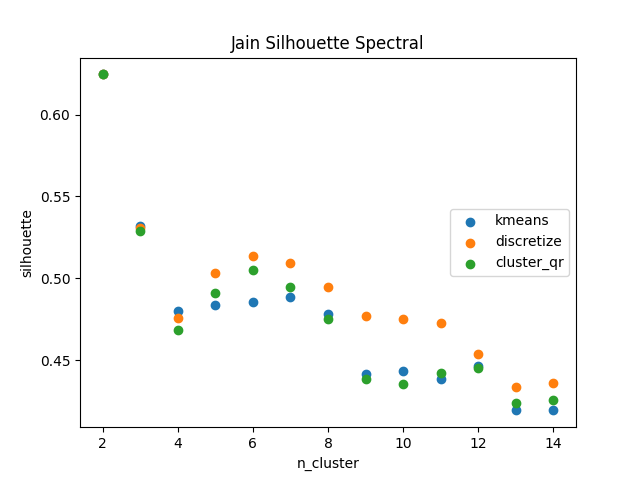 Jain Silhouette Spectral
silhouette
0.60
0.55
0.50
0.45
kmeans
discretize
cluster_qr
2 4 6 8 10 12 14
n_cluster